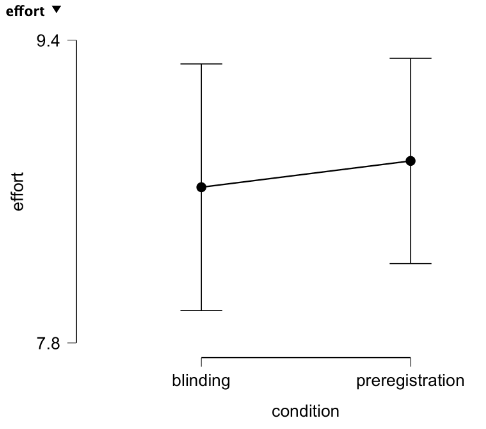 effort ▼
9.4
effort
7.8
blinding preregistration
condition